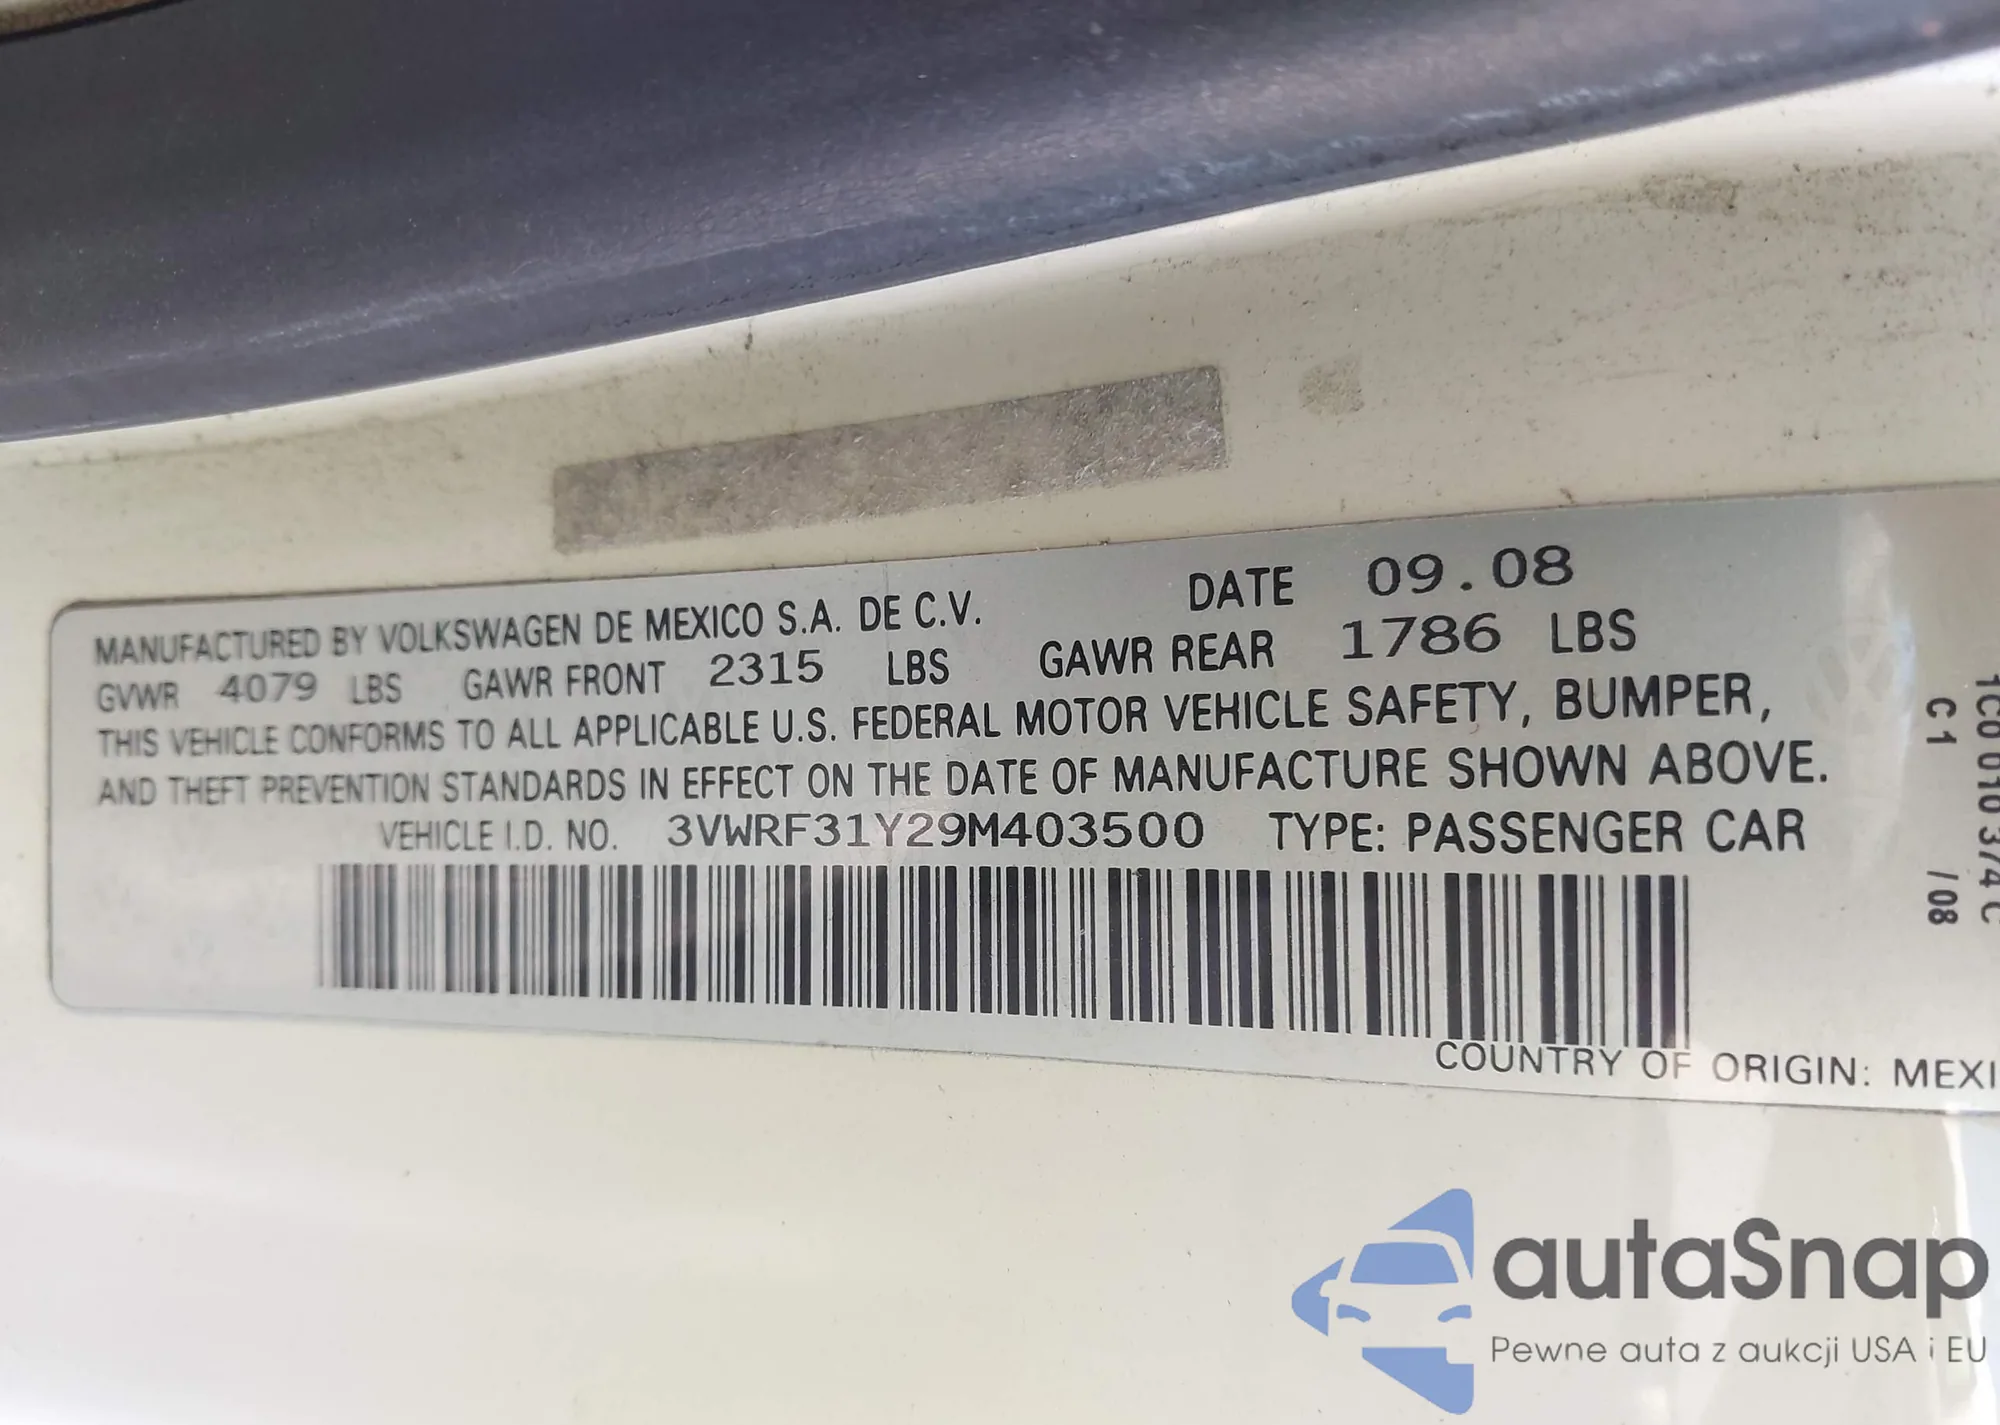 MANUFACTURED BY VOLKSWAGEN DE MEXICO S.A. DE C.V. DATE 09.08
GVWR 4079 LBS GAWR FRONT 2315 LBS GAWR REAR 1786 LBS
THIS VEHICLE CONFORMS TO ALL APPLICABLE U.S. FEDERAL MOTOR VEHICLE SAFETY, BUMPER,
AND THEFT PREVENTION STANDARDS IN EFFECT ON THE DATE OF MANUFACTURE SHOWN ABOVE.
VEHICLE I.D. NO. 3VWRF31Y29M403500 TYPE: PASSENGER CAR
COUNTRY OF ORIGIN: MEXI
1C0 010 374 C
C1 /08
autaSnap
Pewne auta z aukcji USA i EU